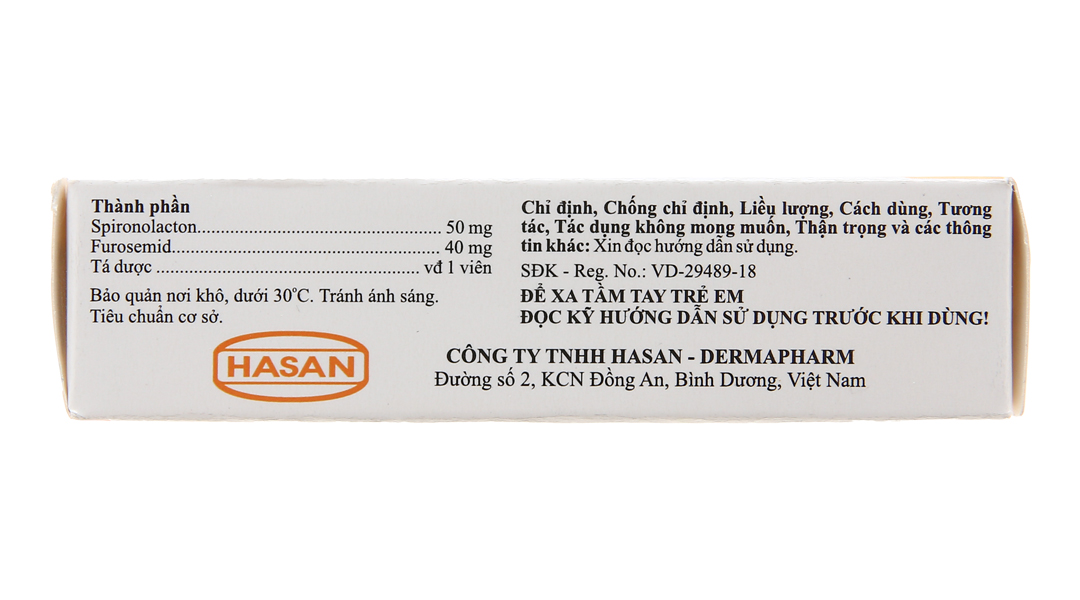 Thành phần
Spironolacton................................................ 50 mg
Furosemid..................................................... 40 mg
Tá dược ..................................................... vđ 1 viên
Bảo quản nơi khô, dưới 30°C. Tránh ánh sáng.
Tiêu chuẩn cơ sở.
HASAN
Chỉ định, Chống chỉ định, Liều lượng, Cách dùng, Tương
tác, Tác dụng không mong muốn, Thận trọng và các thông
tin khác: Xin đọc hướng dẫn sử dụng.
SĐK - Reg. No.: VD-29489-18
ĐỂ XA TẦM TAY TRẺ EM
ĐỌC KỸ HƯỚNG DẪN SỬ DỤNG TRƯỚC KHI DÙNG!
CÔNG TY TNHH HASAN - DERMAPHARM
Đường số 2, KCN Đồng An, Bình Dương, Việt Nam